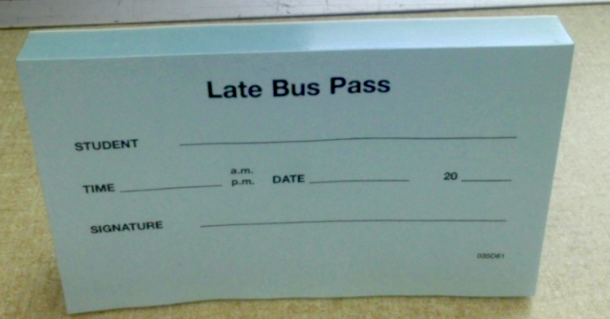 Late Bus Pass
STUDENT
TIME a.m. p.m. DATE 20
SIGNATURE